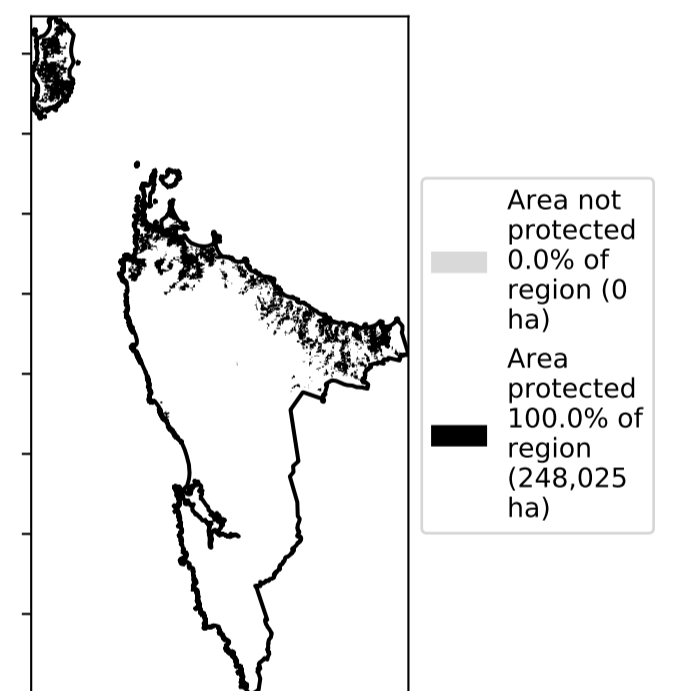 Area not
protected
0.0% of
region (0
ha)
Area
protected
100.0% of
region
(248,025
ha)